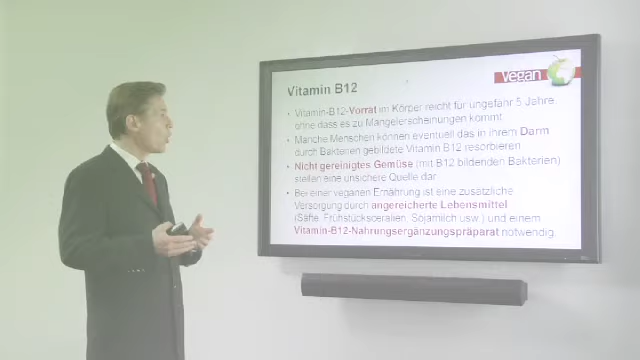 Vegan
Vitamin B12
• Vitamin-B12-Vorrat im Körper reicht für ungefähr 5 Jahre,
ohne dass es zu Mangelerscheinungen kommt
• Manche Menschen können eventuell das in ihrem Darm
durch Bakterien gebildete Vitamin B12 resorbieren
• Nicht gereinigtes Gemüse (mit B12 bildenden Bakterien)
stellen eine unsichere Quelle dar
• Bei einer veganen Ernährung ist eine zusätzliche
Versorgung durch angereicherte Lebensmittel
(Säfte, Frühstückscerealien, Sojamilch usw.) und einem
Vitamin-B12-Nahrungsergänzungspräparat notwendig.